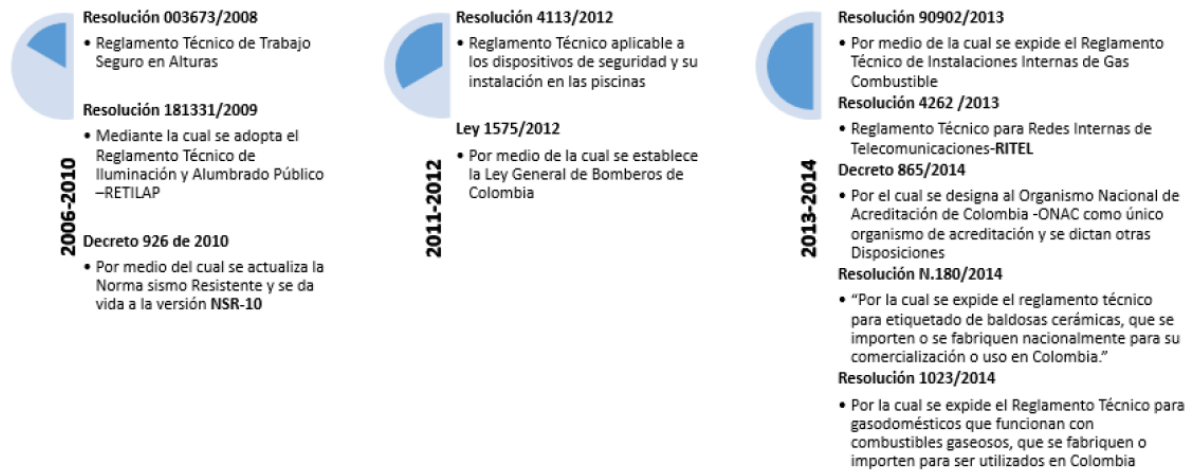 Resolución 003673/2008
• Reglamento Técnico de Trabajo
Seguro en Alturas
Resolución 181331/2009
• Mediante la cual se adopta el
Reglamento Técnico de
Iluminación y Alumbrado Público
–RETILAP
Decreto 926 de 2010
• Por medio del cual se actualiza la
Norma sismo Resistente y se da
vida a la versión NSR-10
2006-2010
Resolución 4113/2012
• Reglamento Técnico aplicable a
los dispositivos de seguridad y su
instalación en las piscinas
Ley 1575/2012
• Por medio de la cual se establece
la Ley General de Bomberos de
Colombia
2011-2012
Resolución 90902/2013
• Por medio de la cual se expide el Reglamento
Técnico de Instalaciones Internas de Gas
Combustible
Resolución 4262 /2013
• Reglamento Técnico para Redes Internas de
Telecomunicaciones-RITEL
Decreto 865/2014
• Por el cual se designa al Organismo Nacional de
Acreditación de Colombia -ONAC como único
organismo de acreditación y se dictan otras
Disposiciones
Resolución N.180/2014
• “Por la cual se expide el reglamento técnico
para etiquetado de baldosas cerámicas, que se
importen o se fabriquen nacionalmente para su
comercialización o uso en Colombia.”
Resolución 1023/2014
• Por la cual se expide el Reglamento Técnico para
gasodomésticos que funcionan con
combustibles gaseosos, que se fabriquen o
importen para ser utilizados en Colombia
2013-2014